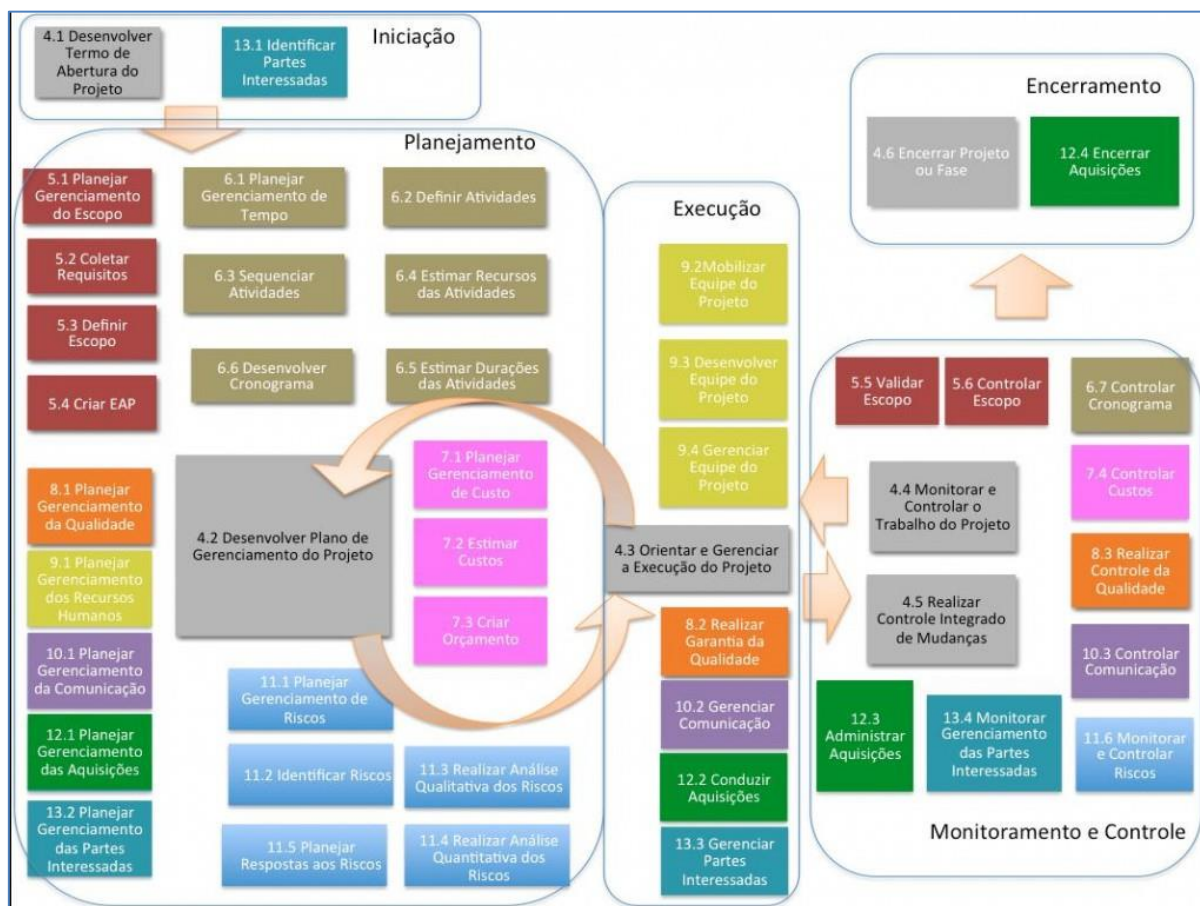 Iniciação
4.1 Desenvolver
Termo de
Abertura do
Projeto
13.1 Identificar
Partes
Interessadas
Planejamento
5.1 Planejar
Gerenciamento
do Escopo
6.1 Planejar
Gerenciamento de
Tempo
6.2 Definir Atividades
5.2 Coletar
Requisitos
6.3 Sequenciar
Atividades
6.4 Estimar Recursos
das Atividades
5.3 Definir
Escopo
6.6 Desenvolver
Cronograma
6.5 Estimar Durações
das Atividades
5.4 Criar EAP
8.1 Planejar
Gerenciamento
da Qualidade
4.2 Desenvolver Plano de
Gerenciamento do Projeto
7.1 Planejar
Gerenciamento
de Custo
7.2 Estimar
Custos
7.3 Criar
Orçamento
9.1 Planejar
Gerenciamento
dos Recursos
Humanos
10.1 Planejar
Gerenciamento
da Comunicação
11.1 Planejar
Gerenciamento de
Riscos
12.1 Planejar
Gerenciamento
das Aquisições
11.2 Identificar Riscos
11.3 Realizar Análise
Qualitativa dos Riscos
13.2 Planejar
Gerenciamento
das Partes
Interessadas
11.5 Planejar
Respostas aos Riscos
11.4 Realizar Análise
Quantitativa dos
Riscos
Execução
9.2Mobilizar
Equipe do
Projeto
9.3 Desenvolver
Equipe do
Projeto
9.4 Gerenciar
Equipe do
Projeto
4.3 Orientar e Gerenciar
a Execução do Projeto
8.2 Realizar
Garantia da
Qualidade
10.2 Gerenciar
Comunicação
12.2 Conduzir
Aquisições
13.3 Gerenciar
Partes
Interessadas
Encerramento
4.6 Encerrar Projeto
ou Fase
12.4 Encerrar
Aquisições
5.5 Validar
Escopo
5.6 Controlar
Escopo
6.7 Controlar
Cronograma
4.4 Monitorar e
Controlar o
Trabalho do Projeto
7.4 Controlar
Custos
4.5 Realizar
Controle Integrado
de Mudanças
8.3 Realizar
Controle da
Qualidade
10.3 Controlar
Comunicação
12.3
Administrar
Aquisições
13.4 Monitorar
Gerenciamento
das Partes
Interessadas
11.6 Monitorar
e Controlar
Riscos
Monitoramento e Controle